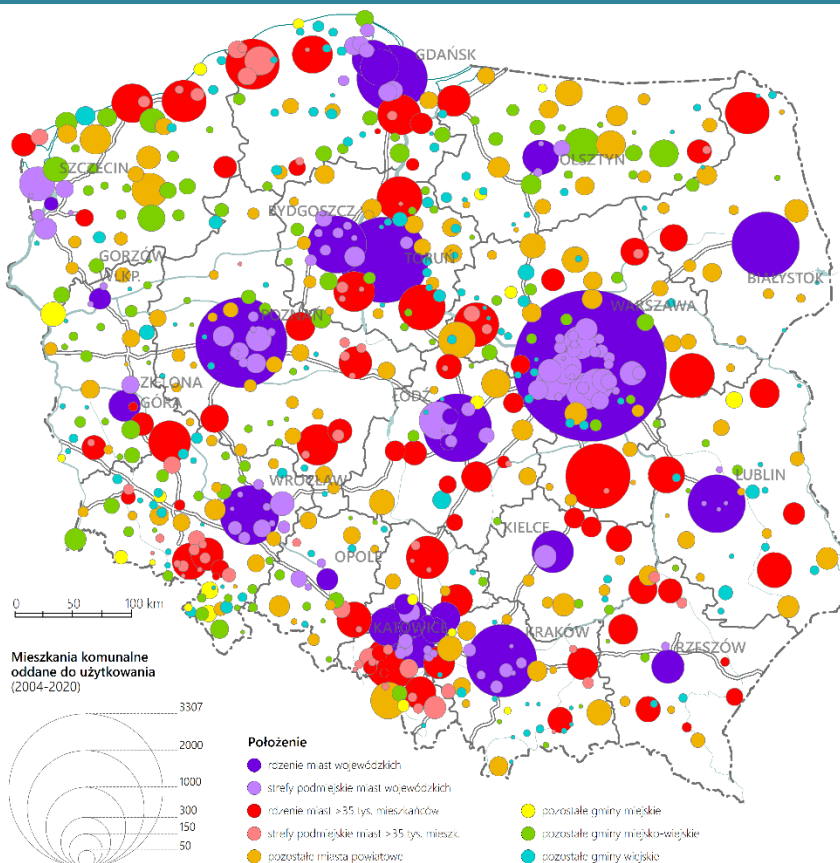 GDAŃSK
OLSZTYN
SZCZECIN
BYDGOSZCZ
TORUŃ
GORZÓW
WLKP.
BIAŁYSTOK
WARSZAWA
POZNAŃ
ZIELONA
GÓRA
ŁÓDŹ
LUBLIN
WROCŁAW
KIELCE
OPOLE
KATOWICE
KRAKÓW
RZESZÓW
0 50 100 km
Mieszkania komunalne
oddane do użytkowania
(2004-2020)
3307
2000
1000
300
150
50
Położenie
rdzenie miast wojewódzkich
strefy podmiejskie miast wojewódzkich
rdzenie miast >35 tys. mieszkańców
strefy podmiejskie miast >35 tys. mieszk.
pozostałe miasta powiatowe
pozostałe gminy miejskie
pozostałe gminy miejsko-wiejskie
pozostałe gminy wiejskie